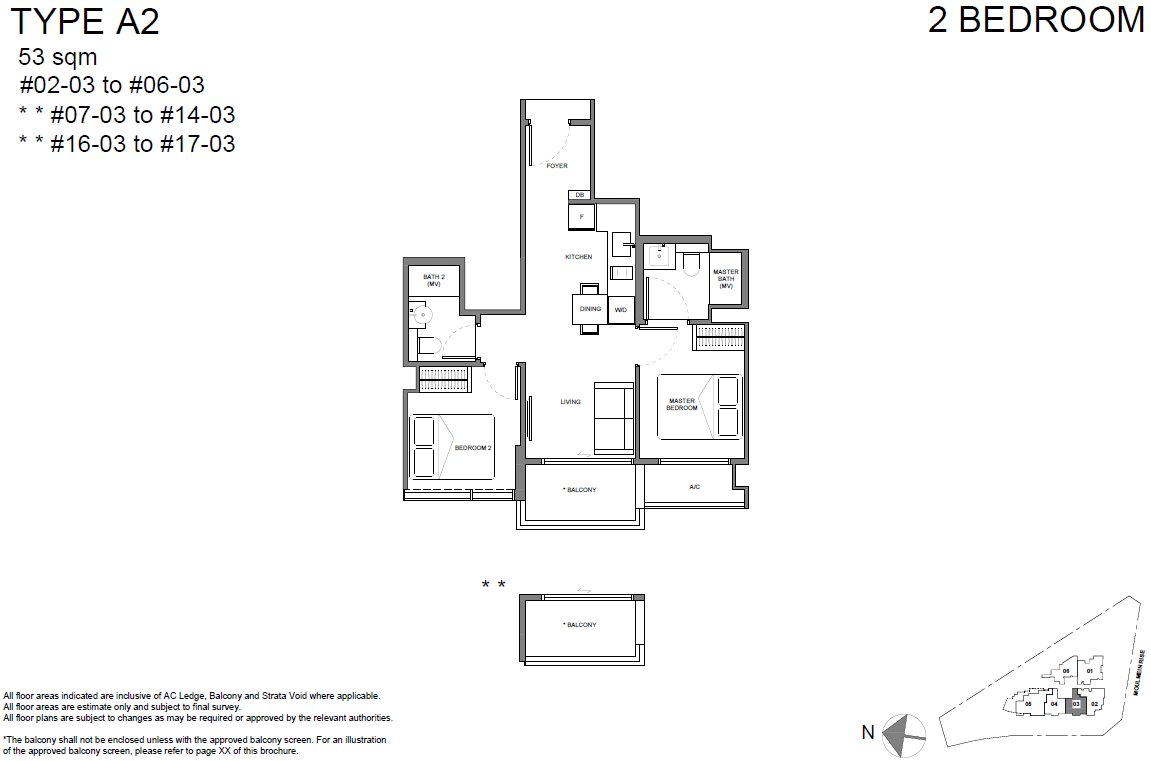 TYPE A2
2 BEDROOM
53 sqm
#02-03 to #06-03
* * #07-03 to #14-03
* * #16-03 to #17-03
FOYER
DB
F
KITCHEN
BATH 2
(MV)
MASTER
BATH
(MV)
DINING
W/D
LIVING
MASTER
BEDROOM
BEDROOM 2
* BALCONY
A/C
* *
* BALCONY
06
01
05
04
03
02
MOULMEIN RISE
N
All floor areas indicated are inclusive of AC Ledge, Balcony and Strata Void where applicable.
All floor areas are estimate only and subject to final survey.
All floor plans are subject to changes as may be required or approved by the relevant authorities.
*The balcony shall not be enclosed unless with the approved balcony screen. For an illustration
of the approved balcony screen, please refer to page XX of this brochure.